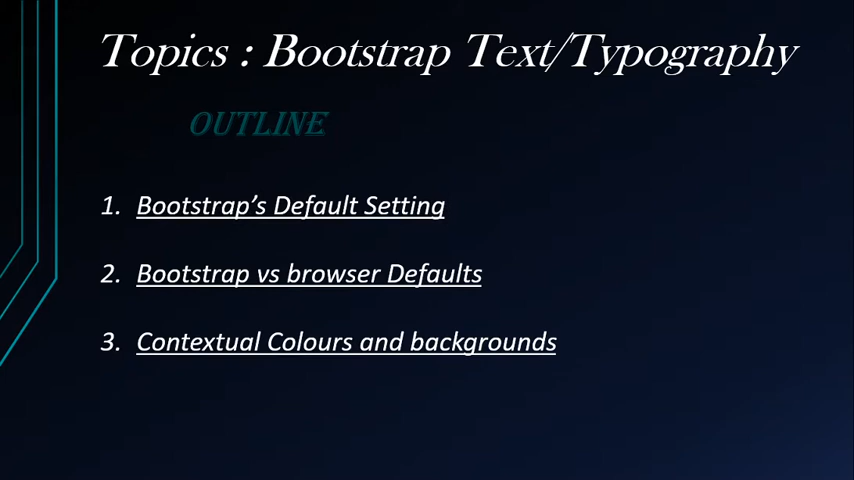 Topics : Bootstrap Text/Typography
OUTLINE
1. Bootstrap’s Default Setting
2. Bootstrap vs browser Defaults
3. Contextual Colours and backgrounds